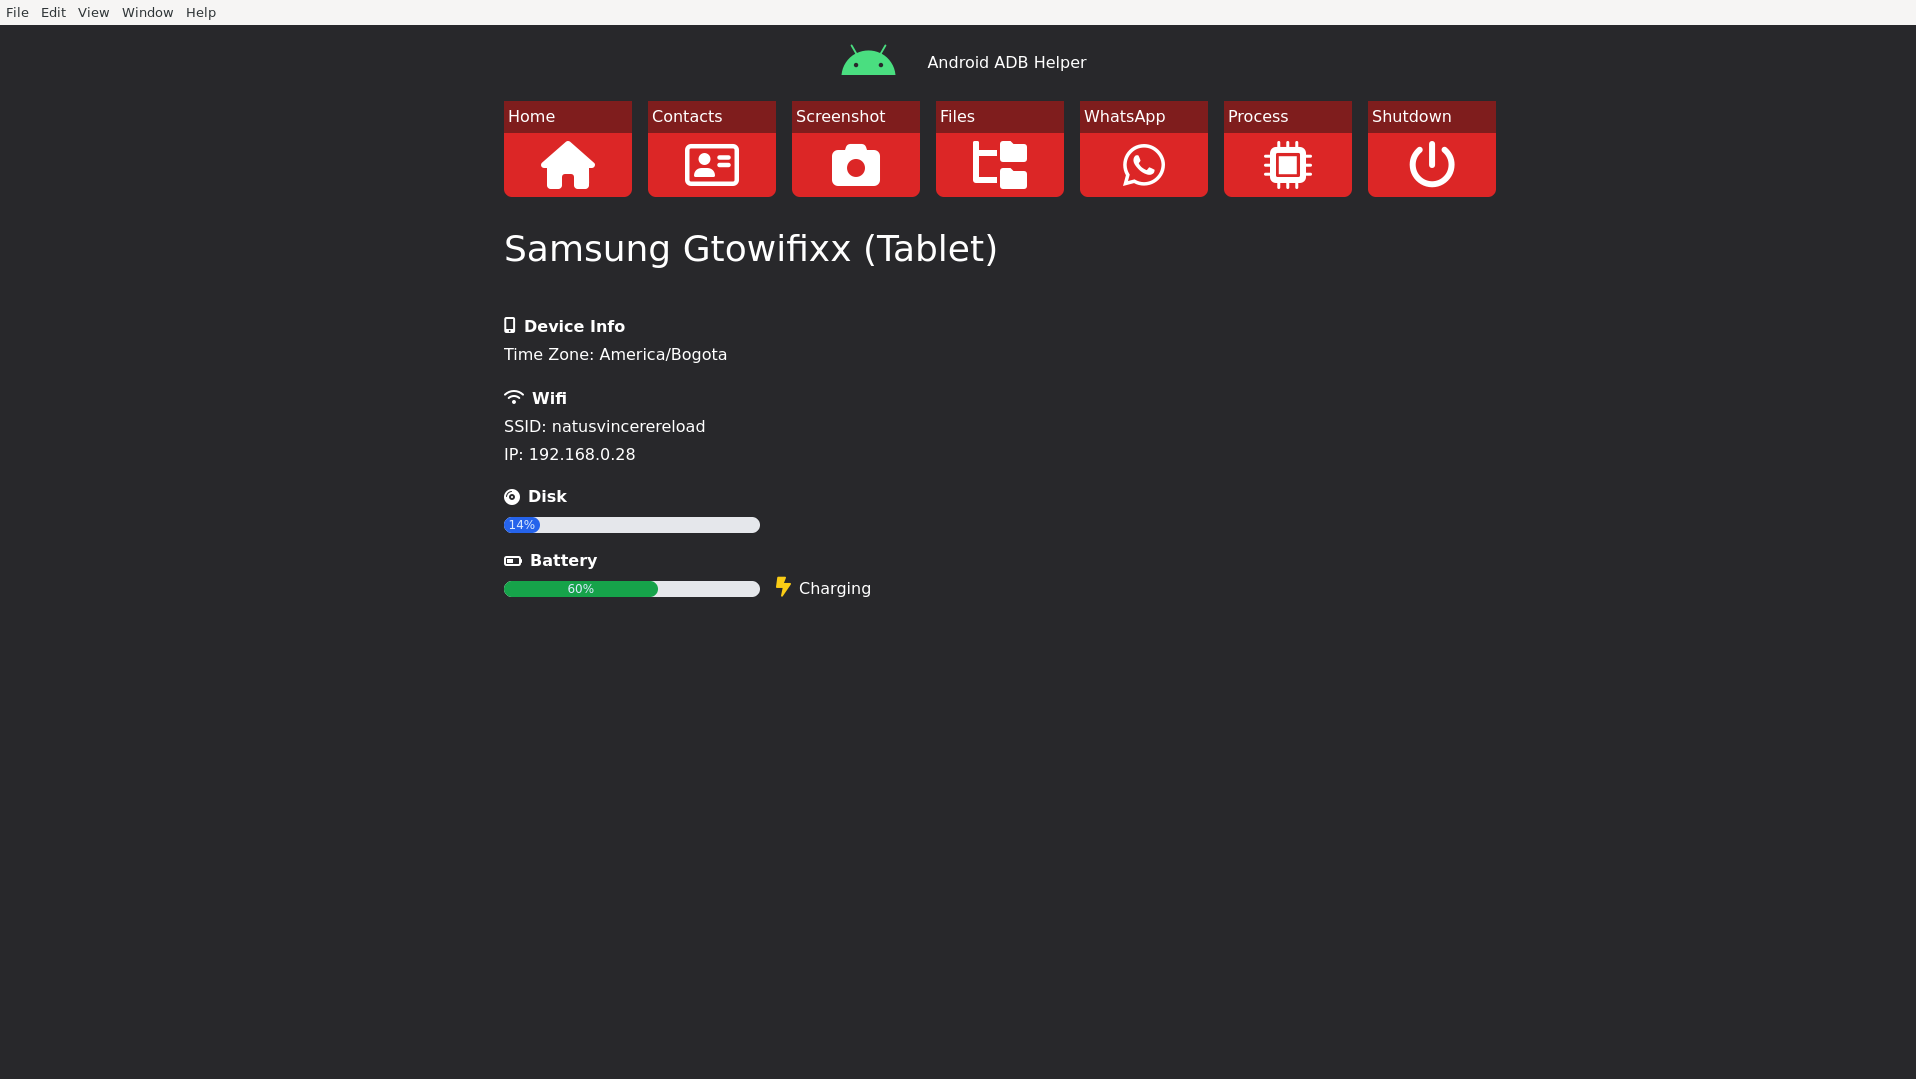 File Edit View Window Help
Android ADB Helper
Home Contacts Screenshot Files WhatsApp Process Shutdown
Samsung Gtowifixx (Tablet)
Device Info
Time Zone: America/Bogota
Wifi
SSID: natusvincerereload
IP: 192.168.0.28
Disk
14%
Battery
60% Charging